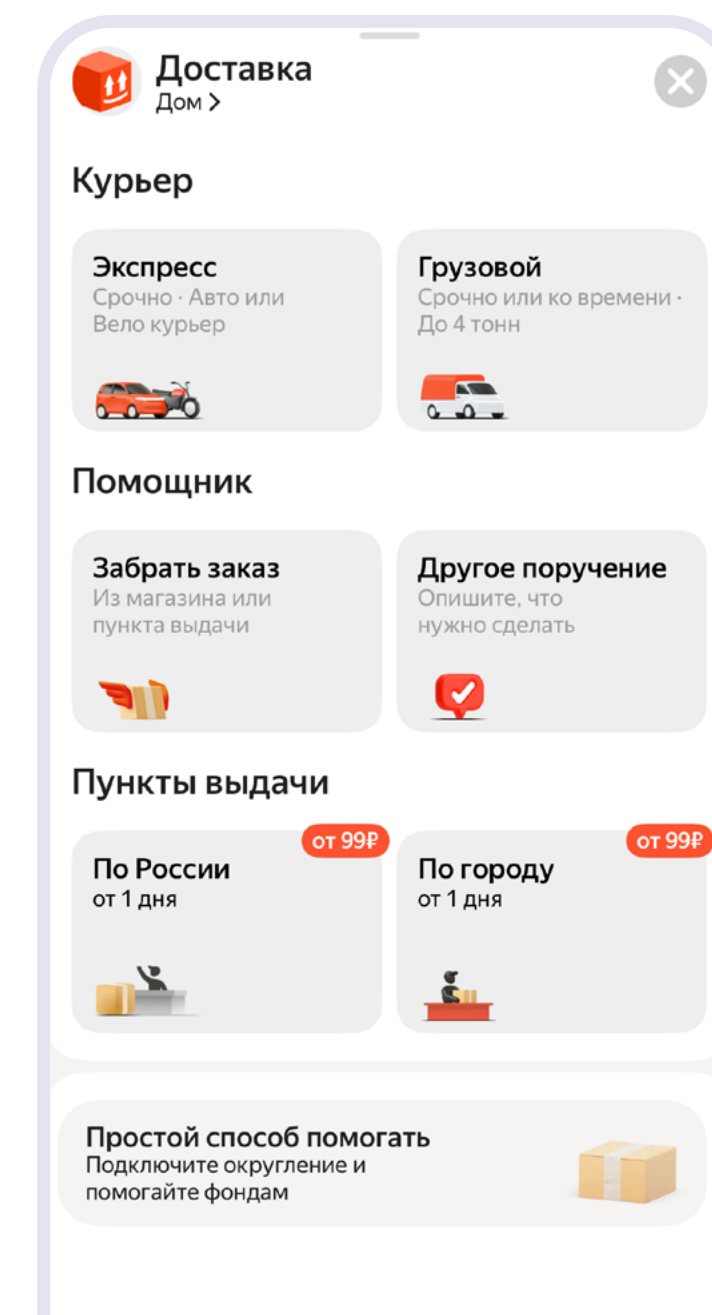 Доставка
Дом >
Курьер
Экспресс
Срочно · Авто или
Вело курьер
Грузовой
Срочно или ко времени ·
До 4 тонн
Помощник
Забрать заказ
Из магазина или
пункта выдачи
Другое поручение
Опишите, что
нужно сделать
Пункты выдачи
от 99₽
По России
от 1 дня
от 99₽
По городу
от 1 дня
Простой способ помогать
Подключите округление и
помогайте фондам